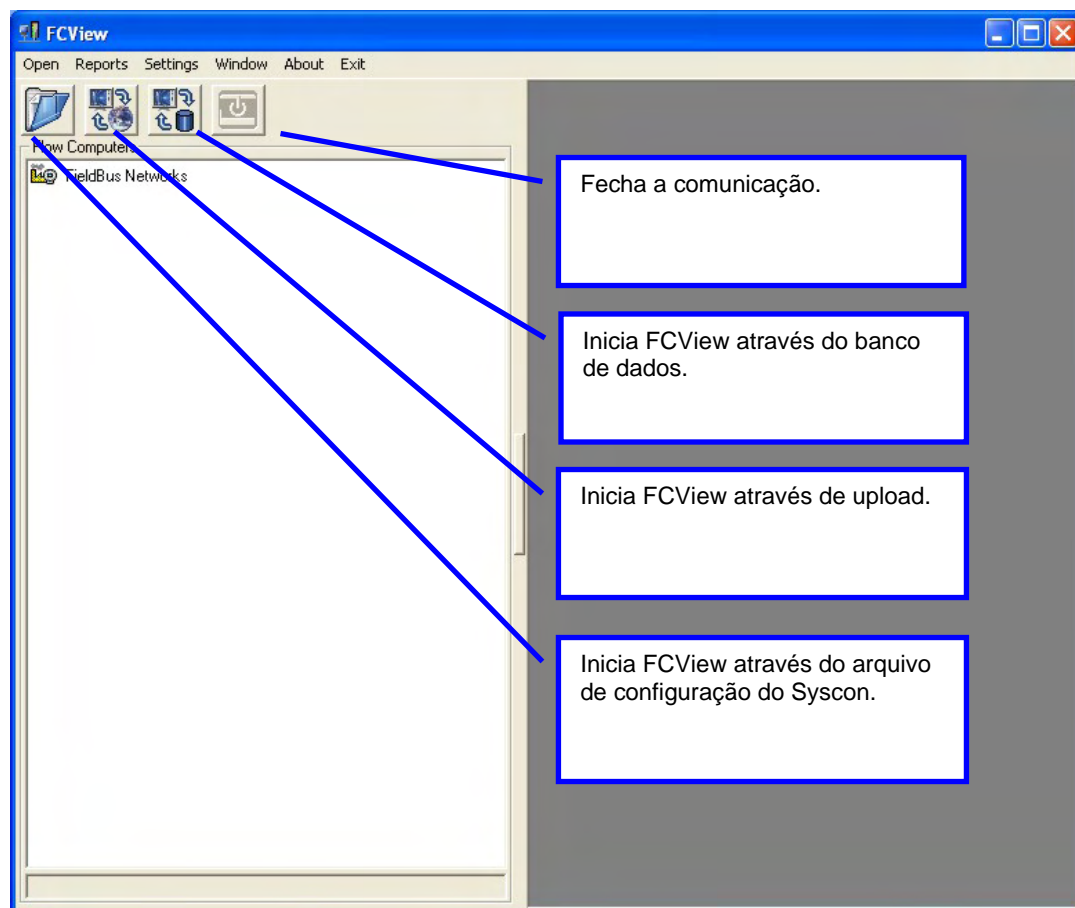 FCView
Open Reports Settings Window About Exit
Flow Computers
FieldBus Networks
Fecha a comunicação.
Inicia FCView através do banco
de dados.
Inicia FCView através de upload.
Inicia FCView através do arquivo
de configuração do Syscon.